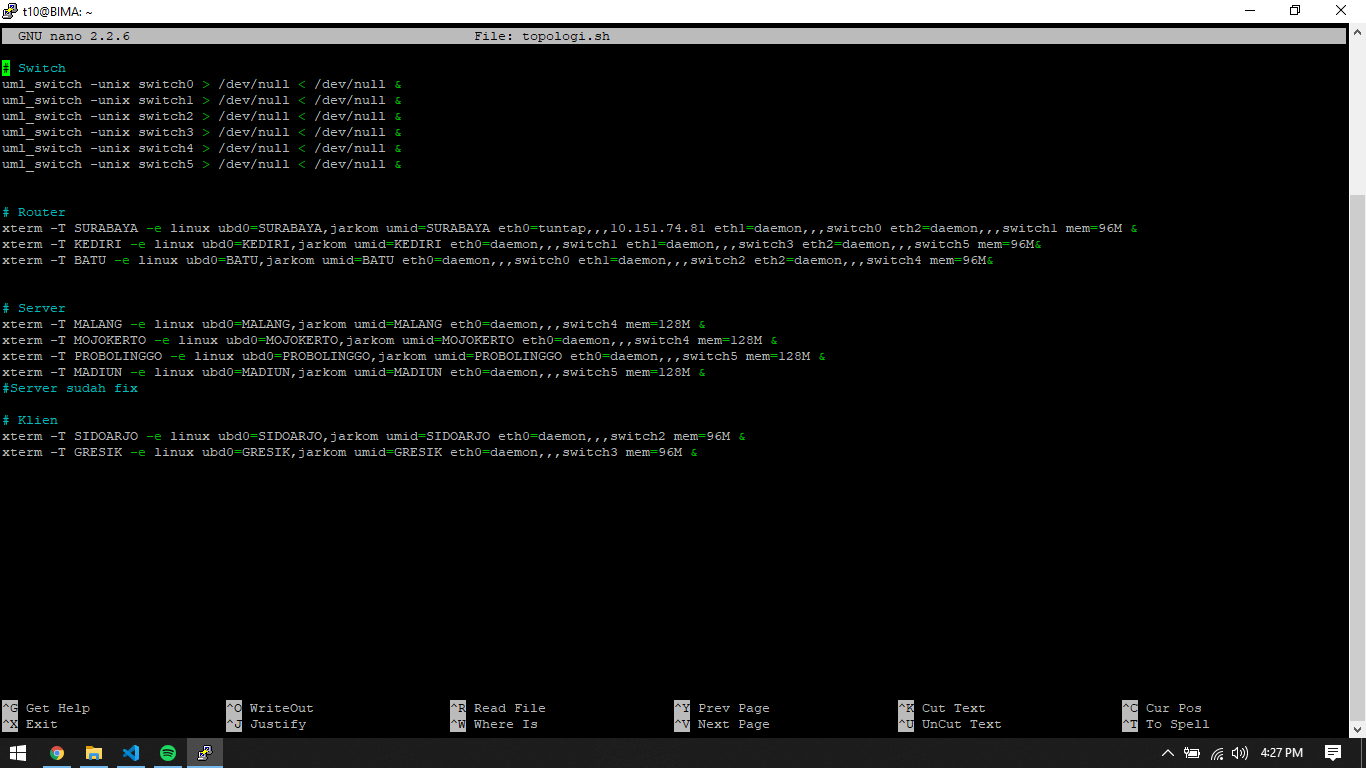 t10@BIMA: ~
GNU nano 2.2.6 File: topologi.sh
# Switch
uml_switch -unix switch0 > /dev/null < /dev/null &
uml_switch -unix switch1 > /dev/null < /dev/null &
uml_switch -unix switch2 > /dev/null < /dev/null &
uml_switch -unix switch3 > /dev/null < /dev/null &
uml_switch -unix switch4 > /dev/null < /dev/null &
uml_switch -unix switch5 > /dev/null < /dev/null &
# Router
xterm -T SURABAYA -e linux ubd0=SURABAYA,jarkom umid=SURABAYA eth0=tuntap,,,10.151.74.81 eth1=daemon,,,switch0 eth2=daemon,,,switch1 mem=96M &
xterm -T KEDIRI -e linux ubd0=KEDIRI,jarkom umid=KEDIRI eth0=daemon,,,switch1 eth1=daemon,,,switch3 eth2=daemon,,,switch5 mem=96M&
xterm -T BATU -e linux ubd0=BATU,jarkom umid=BATU eth0=daemon,,,switch0 eth1=daemon,,,switch2 eth2=daemon,,,switch4 mem=96M&
# Server
xterm -T MALANG -e linux ubd0=MALANG,jarkom umid=MALANG eth0=daemon,,,switch4 mem=128M &
xterm -T MOJOKERTO -e linux ubd0=MOJOKERTO,jarkom umid=MOJOKERTO eth0=daemon,,,switch4 mem=128M &
xterm -T PROBOLINGGO -e linux ubd0=PROBOLINGGO,jarkom umid=PROBOLINGGO eth0=daemon,,,switch5 mem=128M &
xterm -T MADIUN -e linux ubd0=MADIUN,jarkom umid=MADIUN eth0=daemon,,,switch5 mem=128M &
#Server sudah fix
# Klien
xterm -T SIDOARJO -e linux ubd0=SIDOARJO,jarkom umid=SIDOARJO eth0=daemon,,,switch2 mem=96M &
xterm -T GRESIK -e linux ubd0=GRESIK,jarkom umid=GRESIK eth0=daemon,,,switch3 mem=96M &
^G Get Help ^O WriteOut ^R Read File ^Y Prev Page ^K Cut Text ^C Cur Pos
^X Exit ^J Justify ^W Where Is ^V Next Page ^U UnCut Text ^T To Spell
4:27 PM